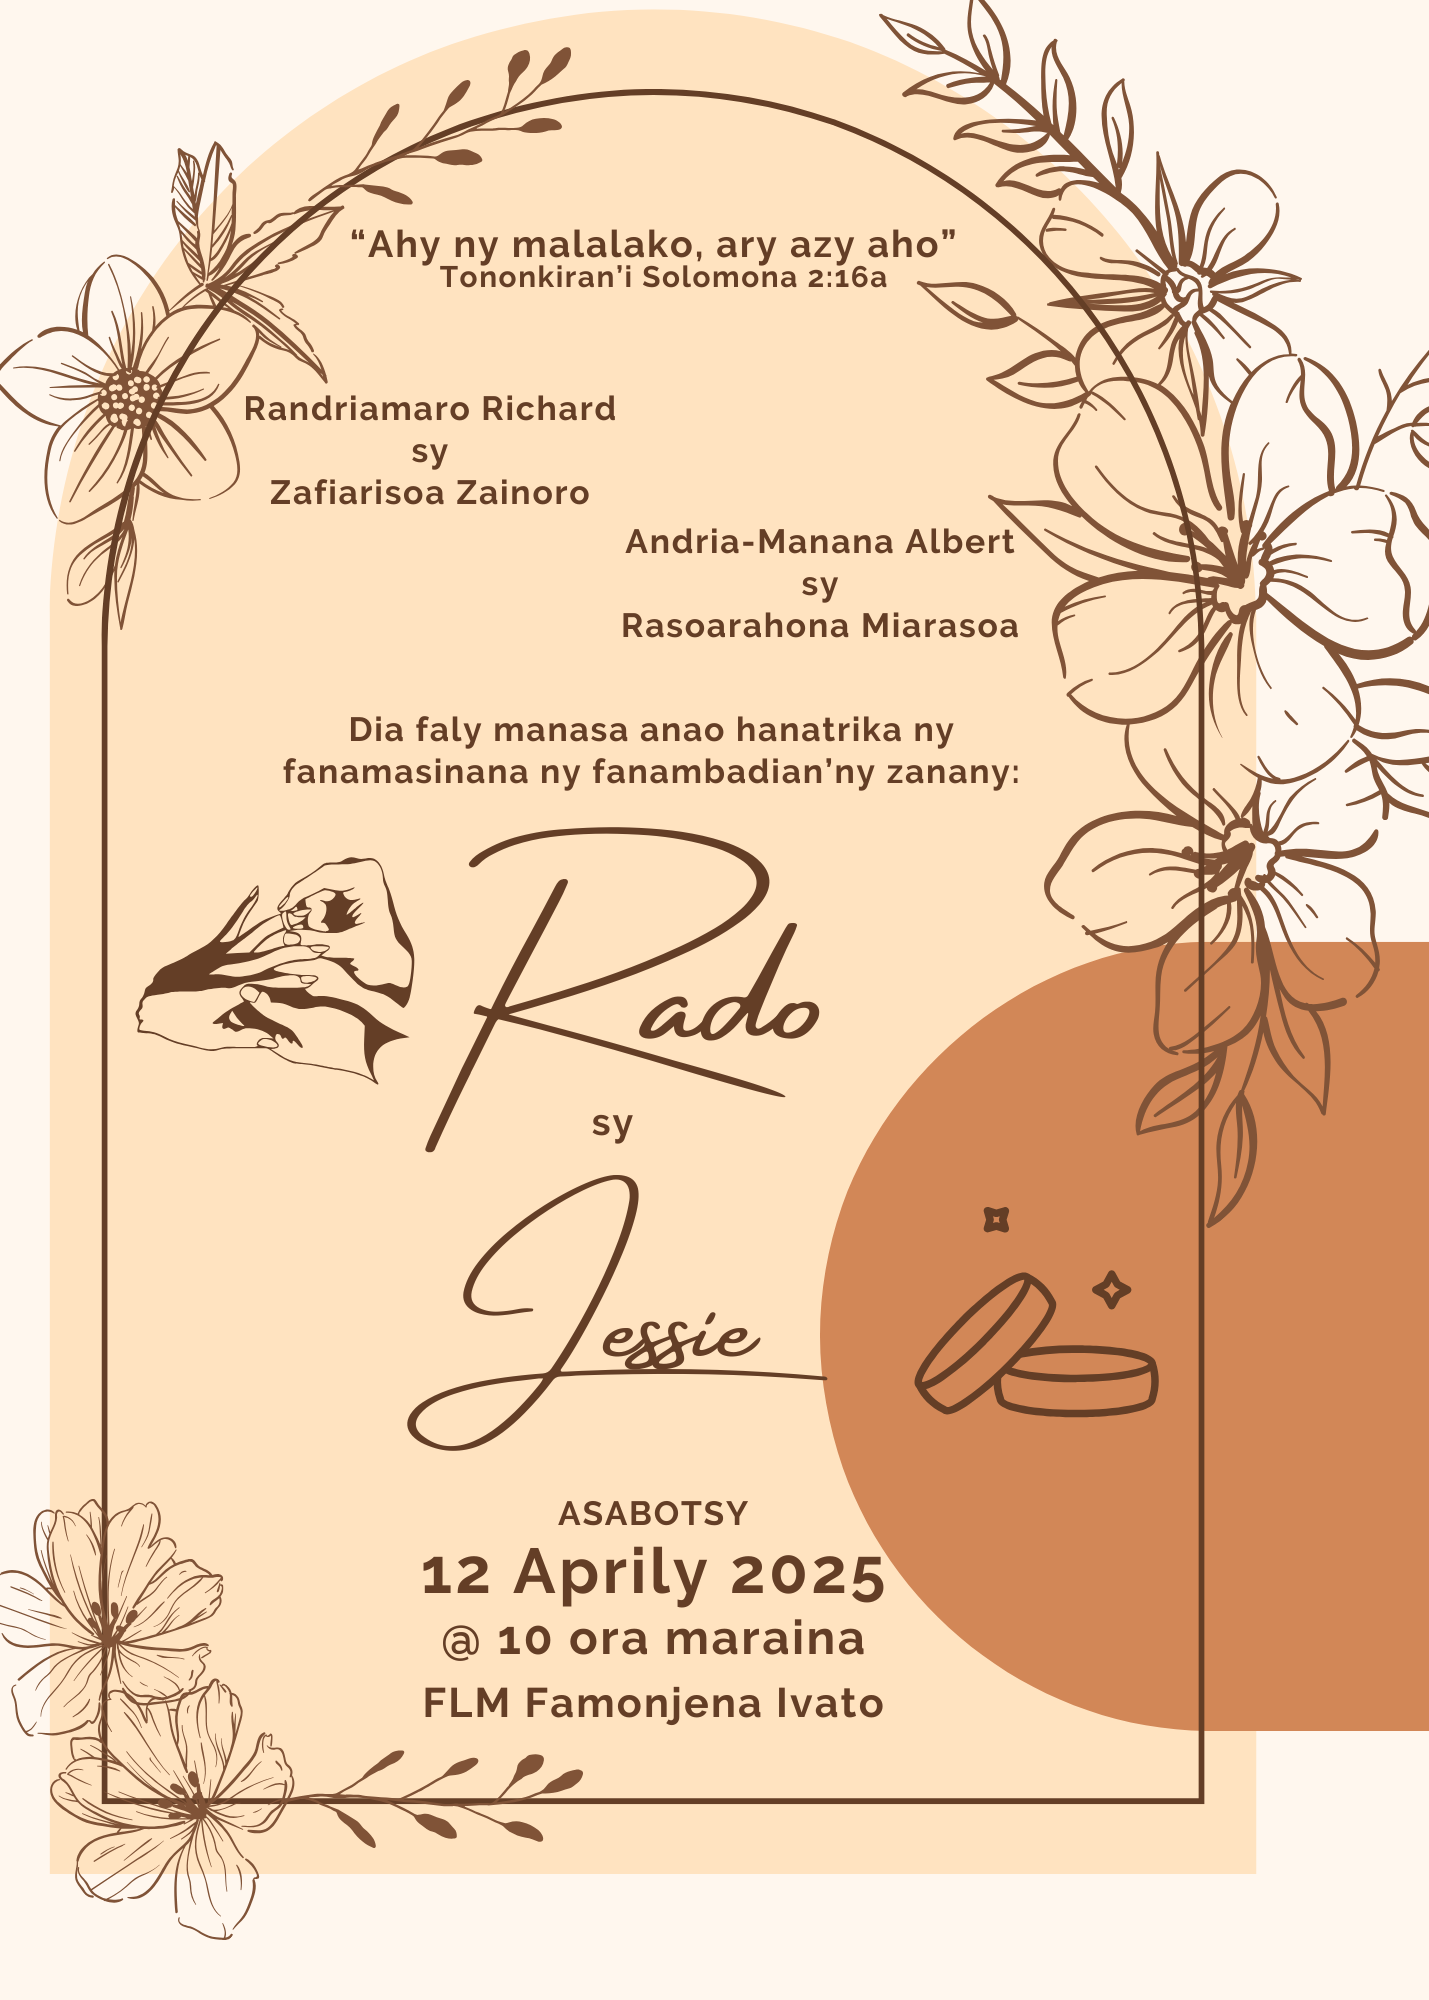 “Ahy ny malalako, ary azy aho”
Tononkiran’i Solomona 2:16a
Randriamaro Richard
sy
Zafiarisoa Zainoro
Andria-Manana Albert
sy
Rasoarahona Miarasoa
Dia faly manasa anao hanatrika ny
fanamasinana ny fanambadian’ny zanany:
Rado
sy
Jessie
ASABOTSY
12 Aprily 2025
@ 10 ora maraina
FLM Famonjena Ivato